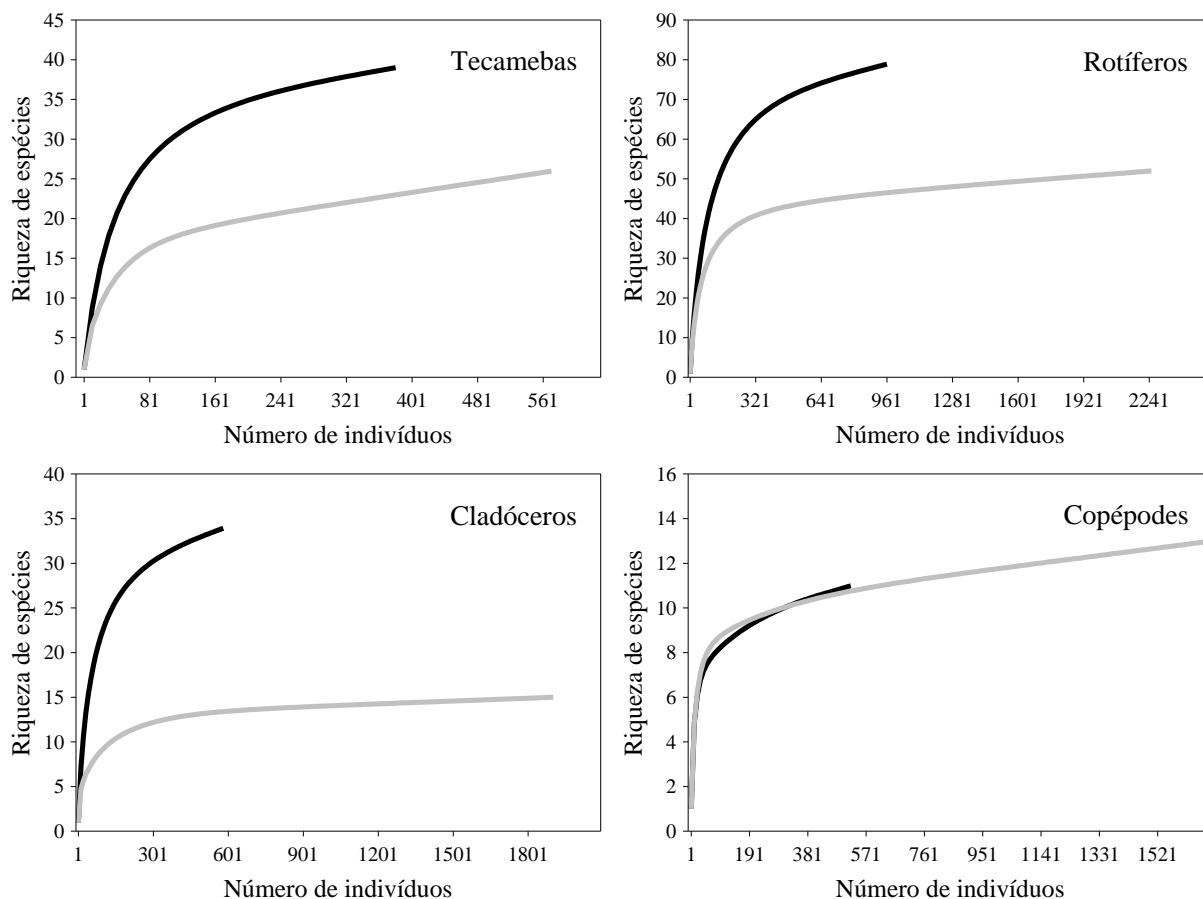 Tecamebas
Riqueza de espécies
45
40
35
30
25
20
15
10
5
0
1 81 161 241 321 401 481 561
Número de indivíduos
Rotíferos
Riqueza de espécies
90
80
70
60
50
40
30
20
10
0
1 321 641 961 1281 1601 1921 2241
Número de indivíduos
Cladóceros
Riqueza de espécies
40
35
30
25
20
15
10
5
0
1 301 601 901 1201 1501 1801
Número de indivíduos
Copépodes
Riqueza de espécies
16
14
12
10
8
6
4
2
0
1 191 381 571 761 951 1141 1331 1521
Número de indivíduos